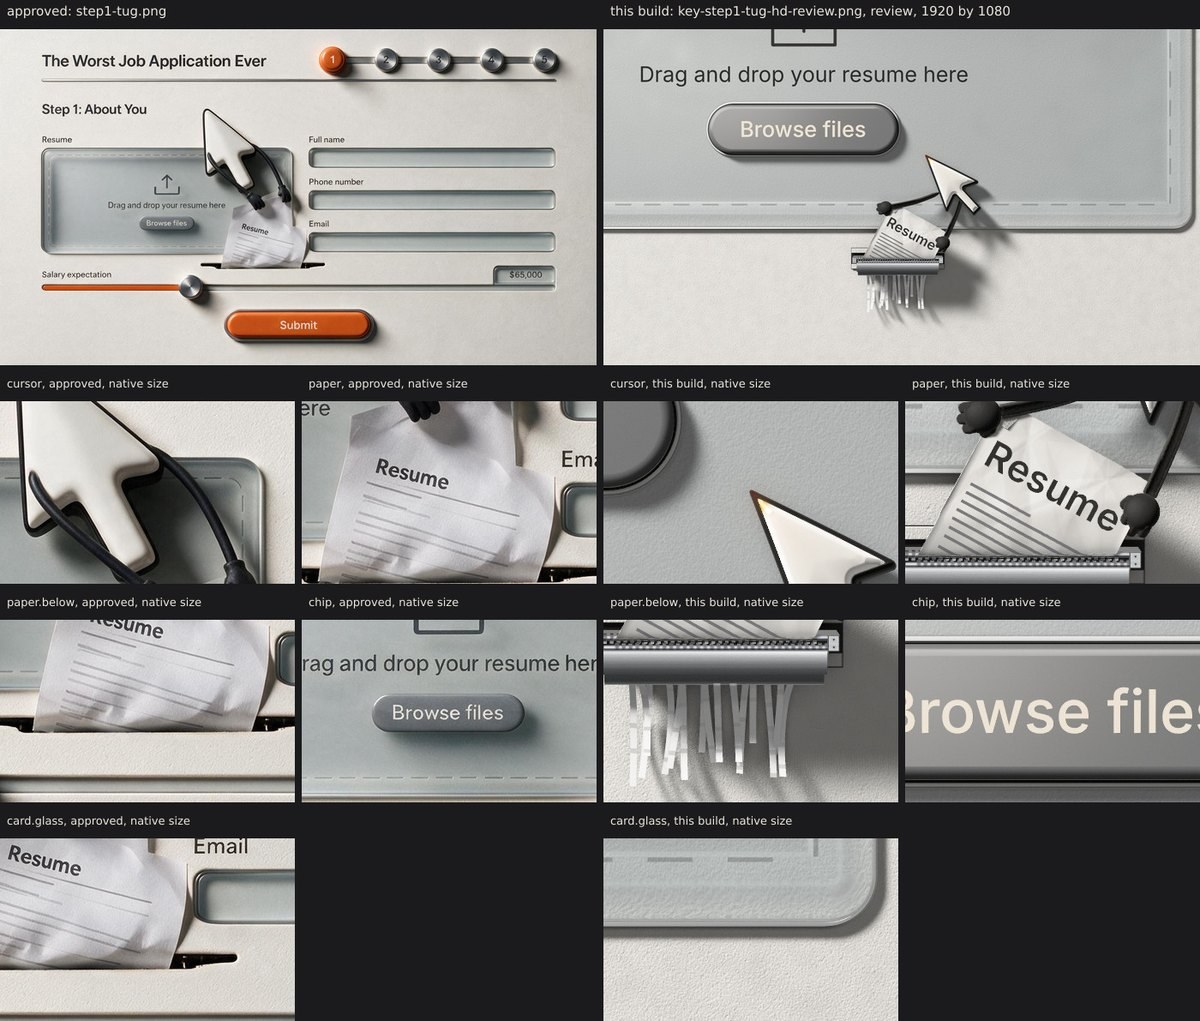 approved: step1-tug.png
this build: key-step1-tug-hd-review.png, review, 1920 by 1080
The Worst Job Application Ever
1
2
3
4
5
Step 1: About You
Resume
Full name
Drag and drop your resume here
Browse files
Phone number
Resume
Email
Salary expectation
$65,000
Submit
Drag and drop your resume here
Browse files
Resume
cursor, approved, native size
paper, approved, native size
cursor, this build, native size
paper, this build, native size
ere
Ema
Resume
Resume
paper.below, approved, native size
chip, approved, native size
paper.below, this build, native size
chip, this build, native size
Resume
rag and drop your resume her
Browse files
Browse files
card.glass, approved, native size
card.glass, this build, native size
Resume
Email